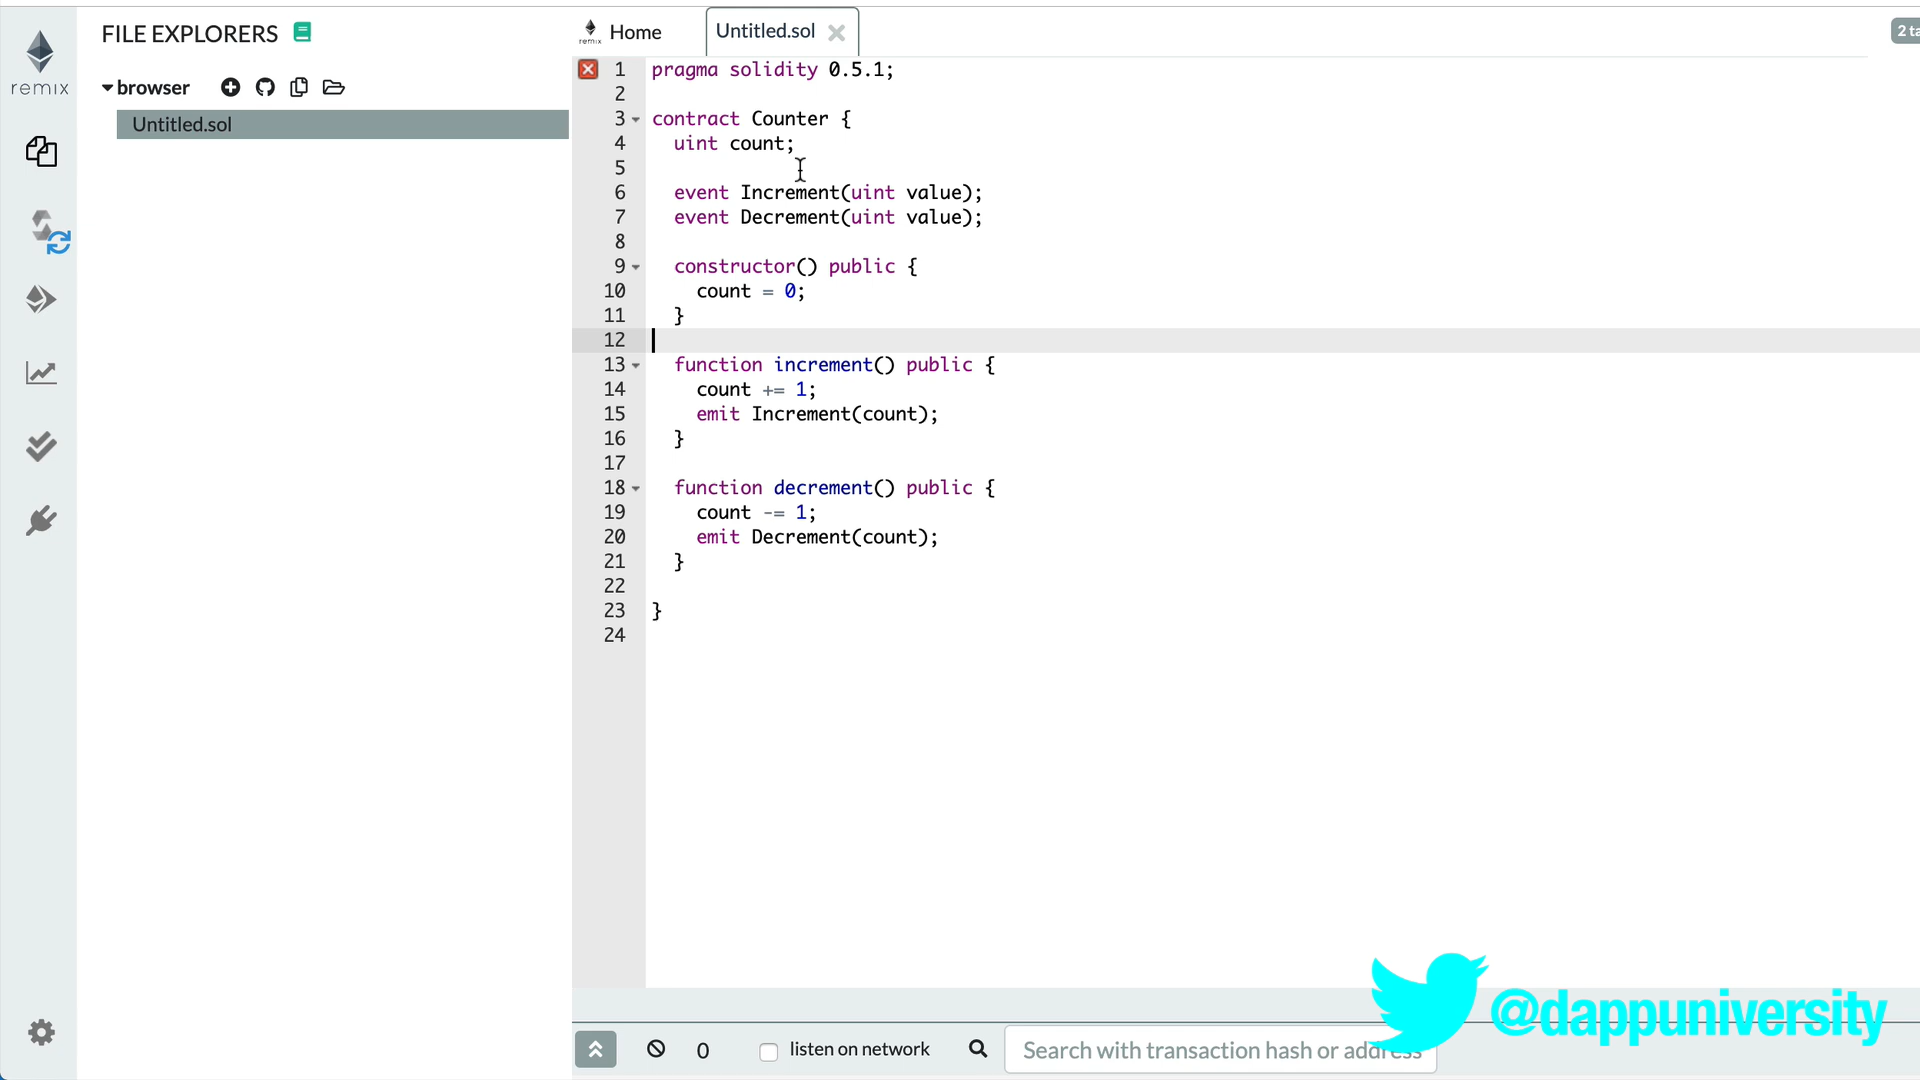 remix
FILE EXPLORERS
browser
Untitled.sol
remix
Home
Untitled.sol
1 pragma solidity 0.5.1;
2
3 contract Counter {
4 uint count;
5
6 event Increment(uint value);
7 event Decrement(uint value);
8
9 constructor() public {
10 count = 0;
11 }
12
13 function increment() public {
14 count += 1;
15 emit Increment(count);
16 }
17
18 function decrement() public {
19 count -= 1;
20 emit Decrement(count);
21 }
22
23 }
24
0
listen on network
Search with transaction hash or address
@dappuniversity